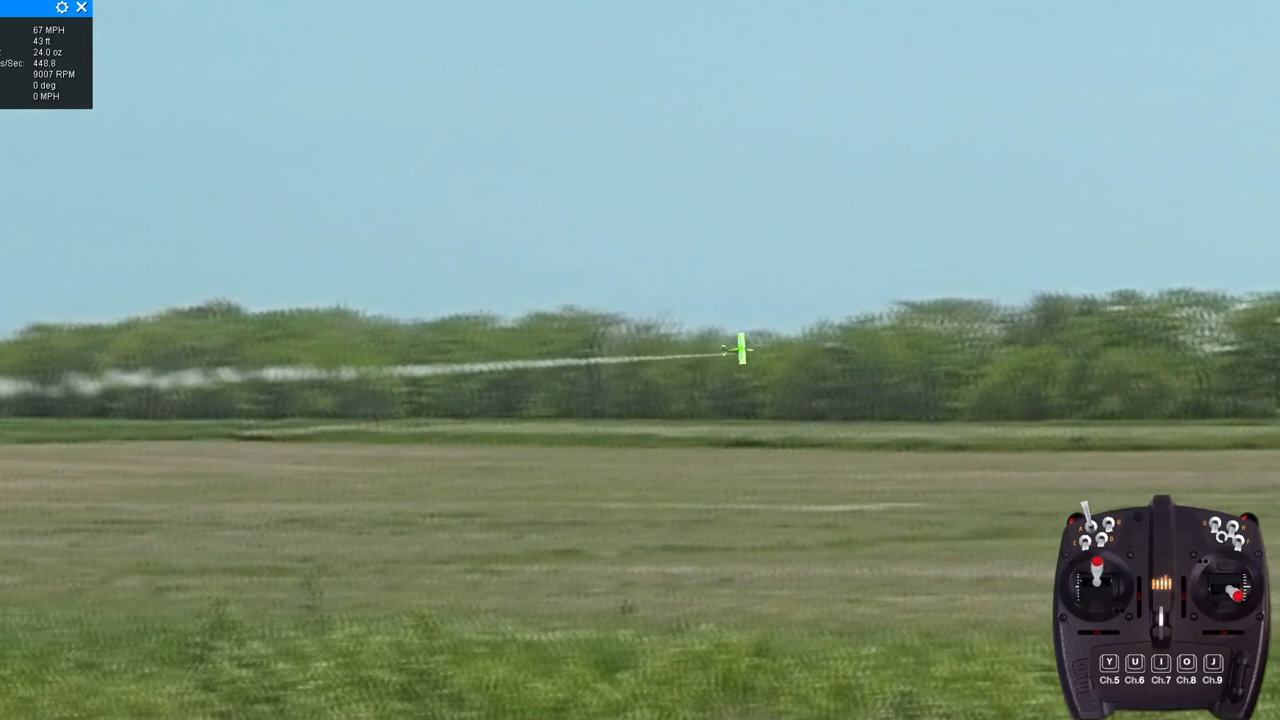 67 MPH
43 ft
24.0 oz
s/Sec: 448.8
9007 RPM
0 deg
0 MPH
Y U I O J
Ch.5 Ch.6 Ch.7 Ch.8 Ch.9